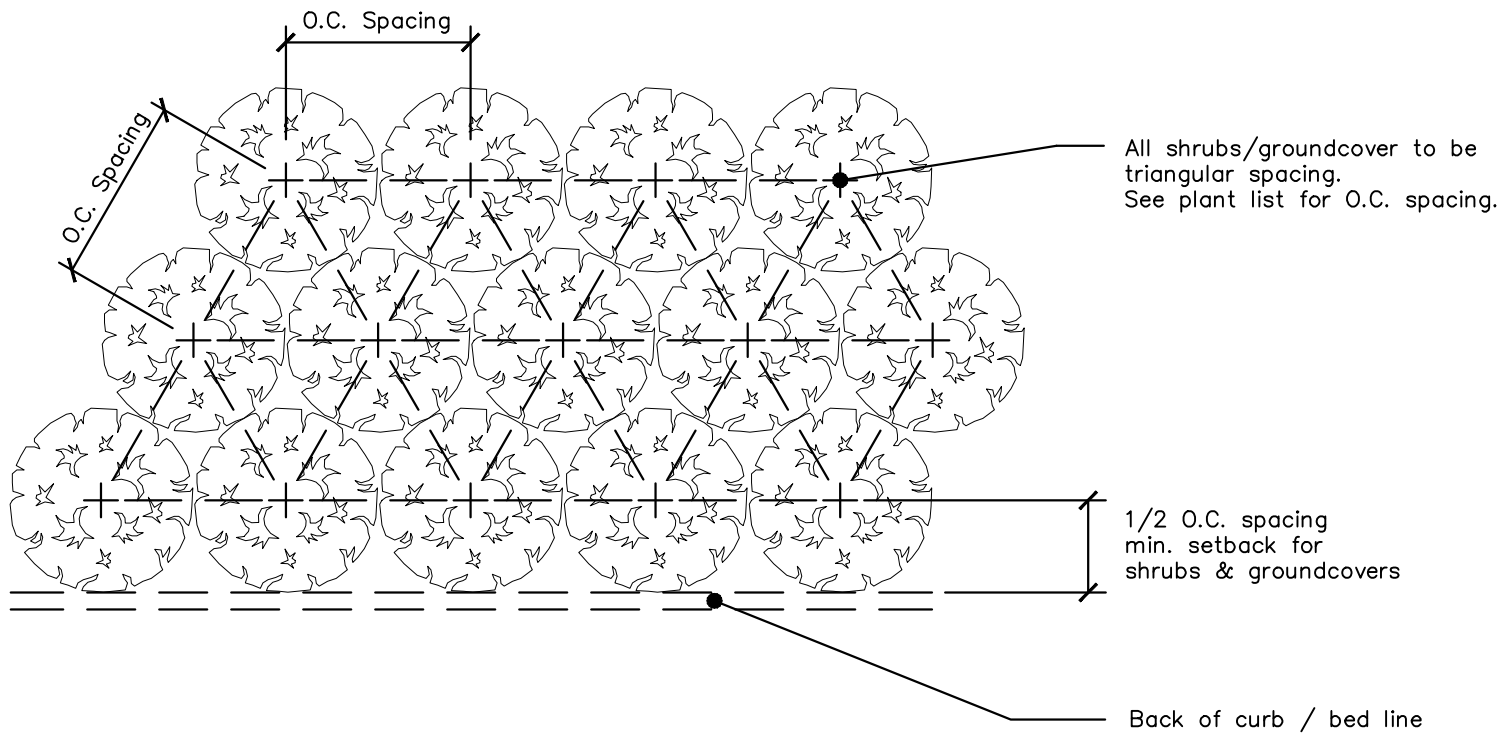 O.C. Spacing
O.C. Spacing
All shrubs/groundcover to be
triangular spacing.
See plant list for O.C. spacing.
1/2 O.C. spacing
min. setback for
shrubs & groundcovers
Back of curb / bed line